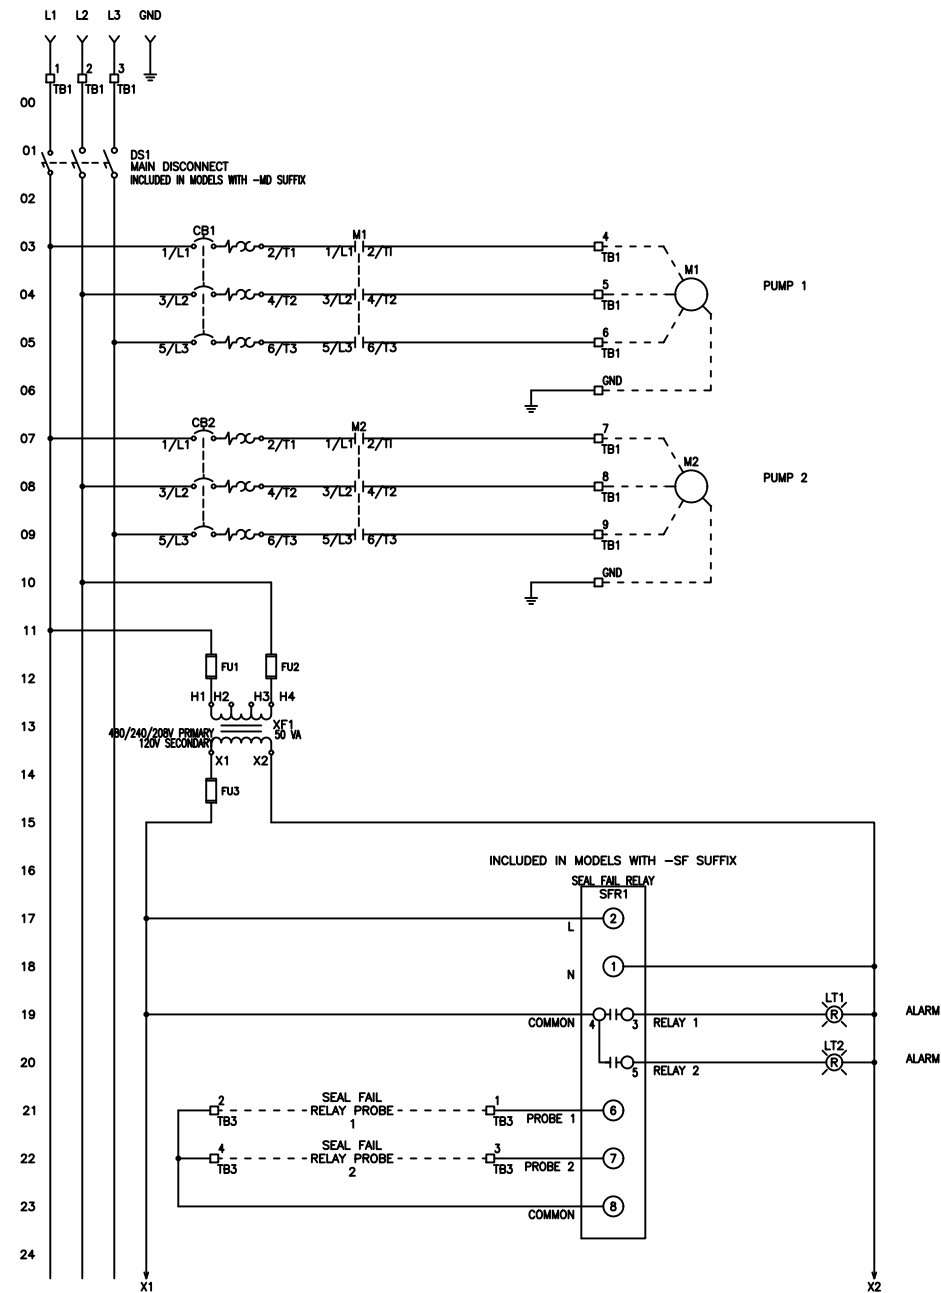 L1 L2 L3 GND
1 2 3
TB1 TB1 TB1
00
01 DS1
MAIN DISCONNECT
INCLUDED IN MODELS WITH -MD SUFFIX
02
CB1 M1 4
03 1/L1 2/T1 1/L1 2/TI TB1
M1
5
04 3/L2 4/T2 3/L2 4/T2 TB1 PUMP 1
6
05 5/L3 6/T3 5/L3 6/T3 TB1
06 GND
CB2 M2 7
07 1/L1 2/T1 1/L1 2/TI TB1
M2
8
08 3/L2 4/T2 3/L2 4/T2 TB1 PUMP 2
9
09 5/L3 6/T3 5/L3 6/T3 TB1
10 GND
11
FU1 FU2
12
H1 H2 H3 H4
13 XF1
480/240/208V PRIMARY 50 VA
120V SECONDARY
X1 X2
14
FU3
15
16 INCLUDED IN MODELS WITH -SF SUFFIX
SEAL FAIL RELAY
SFR1
17 L 2
18 N 1
LT1
19 R ALARM
COMMON 4 3 RELAY 1
LT2
20 R ALARM
5 RELAY 2
SEAL FAIL
2 1
21 RELAY PROBE 6
TB3 1 TB3 PROBE 1
SEAL FAIL
4 3
22 RELAY PROBE 7
TB3 2 TB3 PROBE 2
23 8
COMMON
24
X1 X2